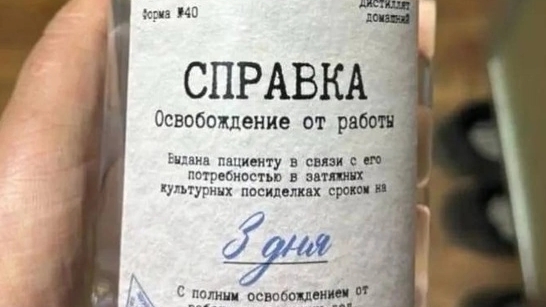 Форма №40
дистиллят
домашний
СПРАВКА
Освобождение от работы
Выдана пациенту в связи с его
потребностью в затяжных
культурных посиделках сроком на
3 дня
С полным освобождением от